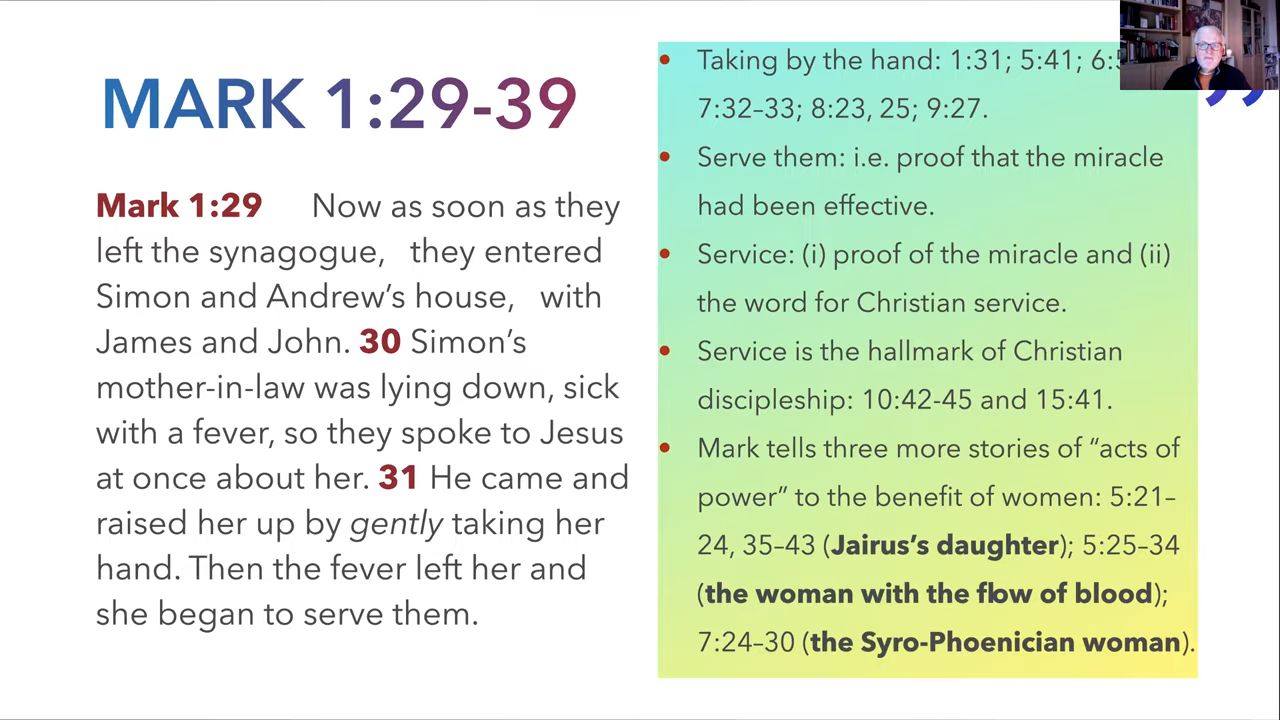 MARK 1:29-39
Mark 1:29 Now as soon as they
left the synagogue, they entered
Simon and Andrew’s house, with
James and John. 30 Simon’s
mother-in-law was lying down, sick
with a fever, so they spoke to Jesus
at once about her. 31 He came and
raised her up by gently taking her
hand. Then the fever left her and
she began to serve them.
• Taking by the hand: 1:31; 5:41;
7:32–33; 8:23, 25; 9:27.
• Serve them: i.e. proof that the miracle
had been effective.
• Service: (i) proof of the miracle and (ii)
the word for Christian service.
• Service is the hallmark of Christian
discipleship: 10:42-45 and 15:41.
• Mark tells three more stories of “acts of
power” to the benefit of women: 5:21–
24, 35–43 (Jairus’s daughter); 5:25–34
(the woman with the flow of blood);
7:24–30 (the Syro-Phoenician woman).